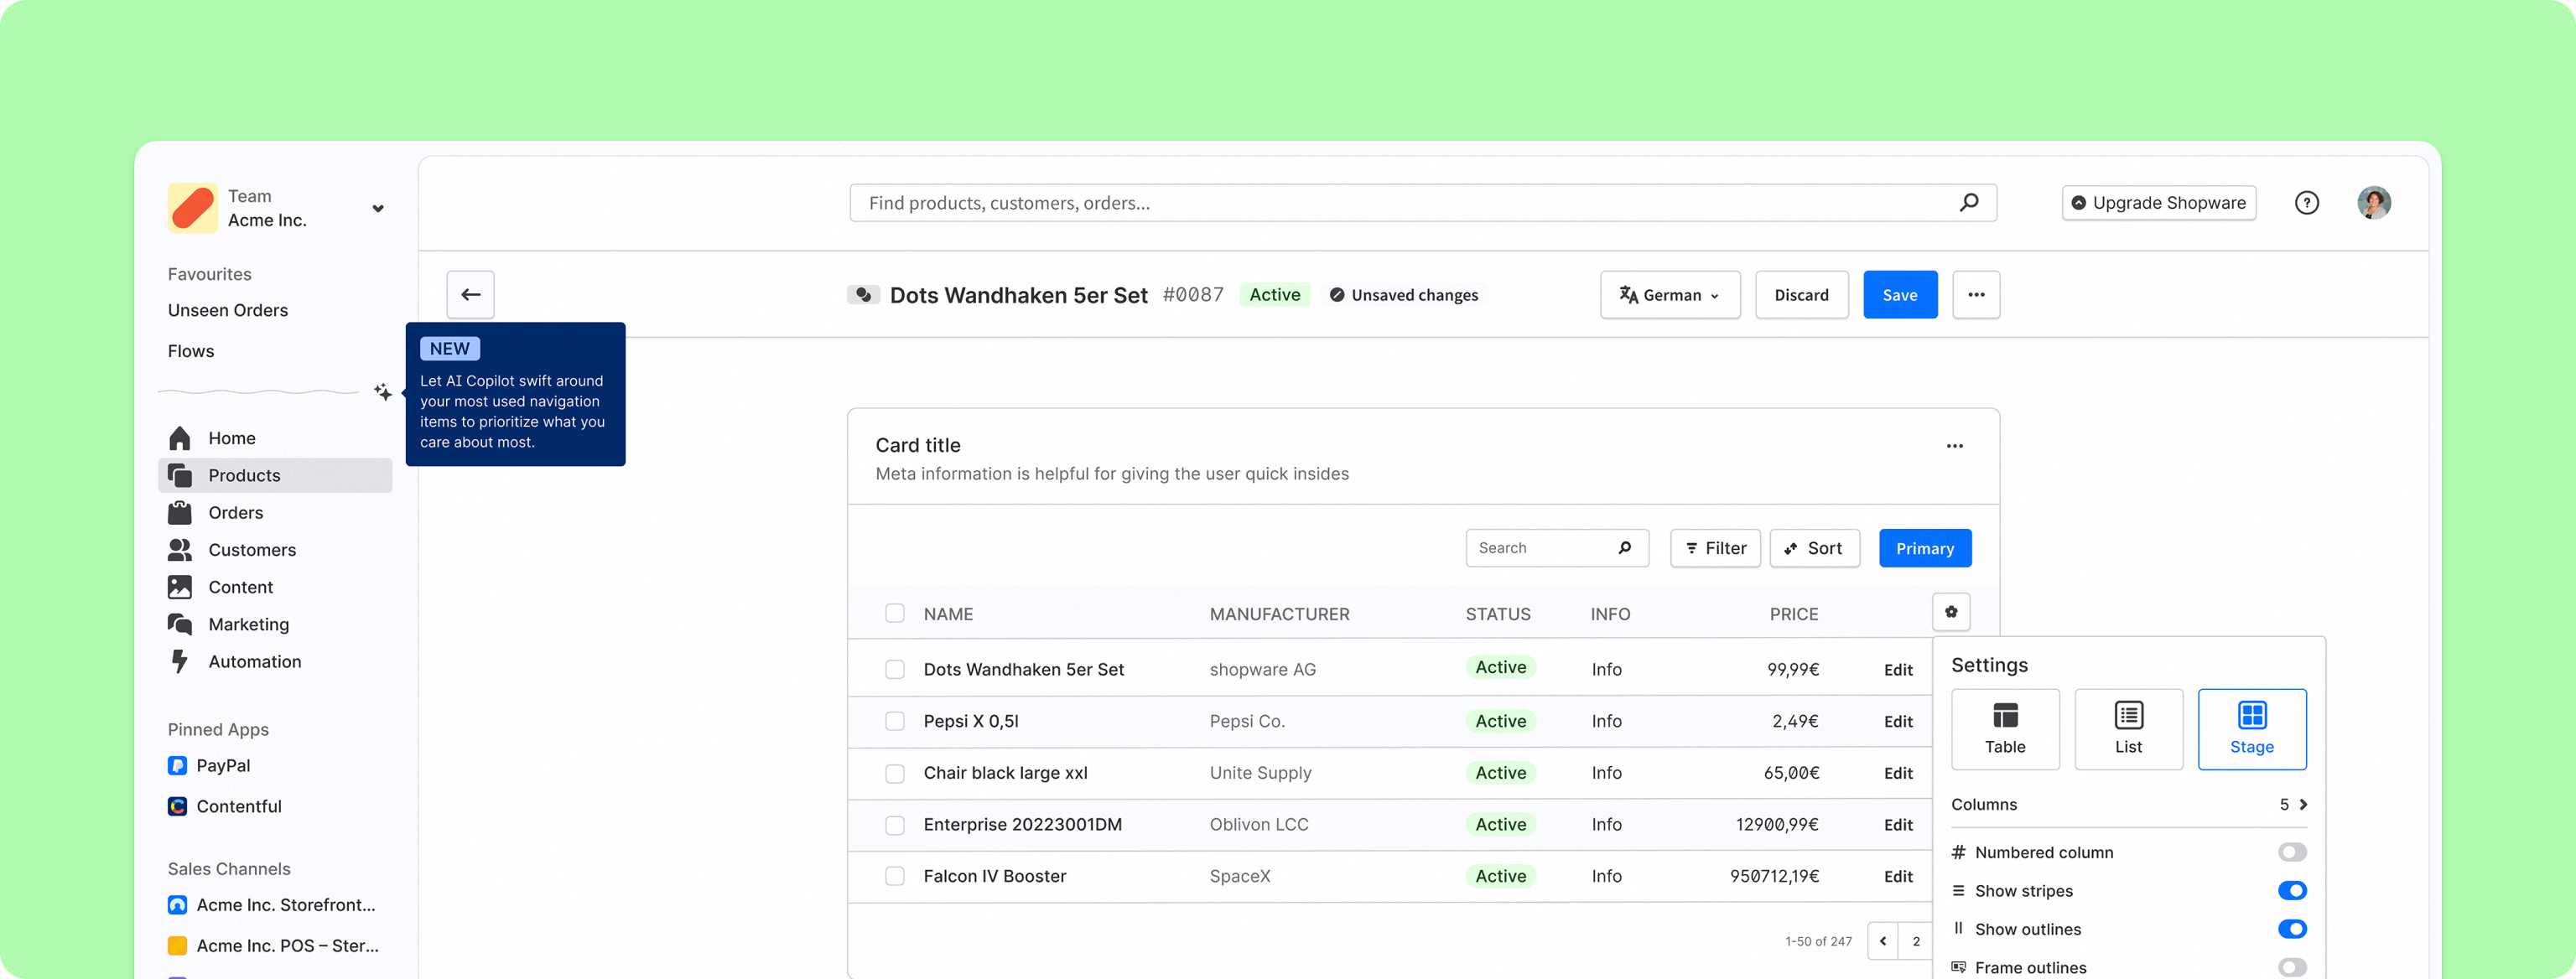 Team
Acme Inc.
Find products, customers, orders...
Upgrade Shopware
Favourites
Unseen Orders
Flows
Dots Wandhaken 5er Set #0087 Active Unsaved changes
German
Discard
Save
NEW
Let AI Copilot swift around
your most used navigation
items to prioritize what you
care about most.
Home
Products
Orders
Customers
Content
Marketing
Automation
Pinned Apps
PayPal
Contentful
Sales Channels
Acme Inc. Storefront...
Acme Inc. POS – Ster...
Card title
Meta information is helpful for giving the user quick insides
Search
Filter
Sort
Primary
NAME MANUFACTURER STATUS INFO PRICE
Dots Wandhaken 5er Set shopware AG Active Info 99,99€ Edit
Pepsi X 0,5l Pepsi Co. Active Info 2,49€ Edit
Chair black large xxl Unite Supply Active Info 65,00€ Edit
Enterprise 20223001DM Oblivon LCC Active Info 12900,99€ Edit
Falcon IV Booster SpaceX Active Info 950712,19€ Edit
1-50 of 247
2
Settings
Table
List
Stage
Columns 5
Numbered column
Show stripes
Show outlines
Frame outlines